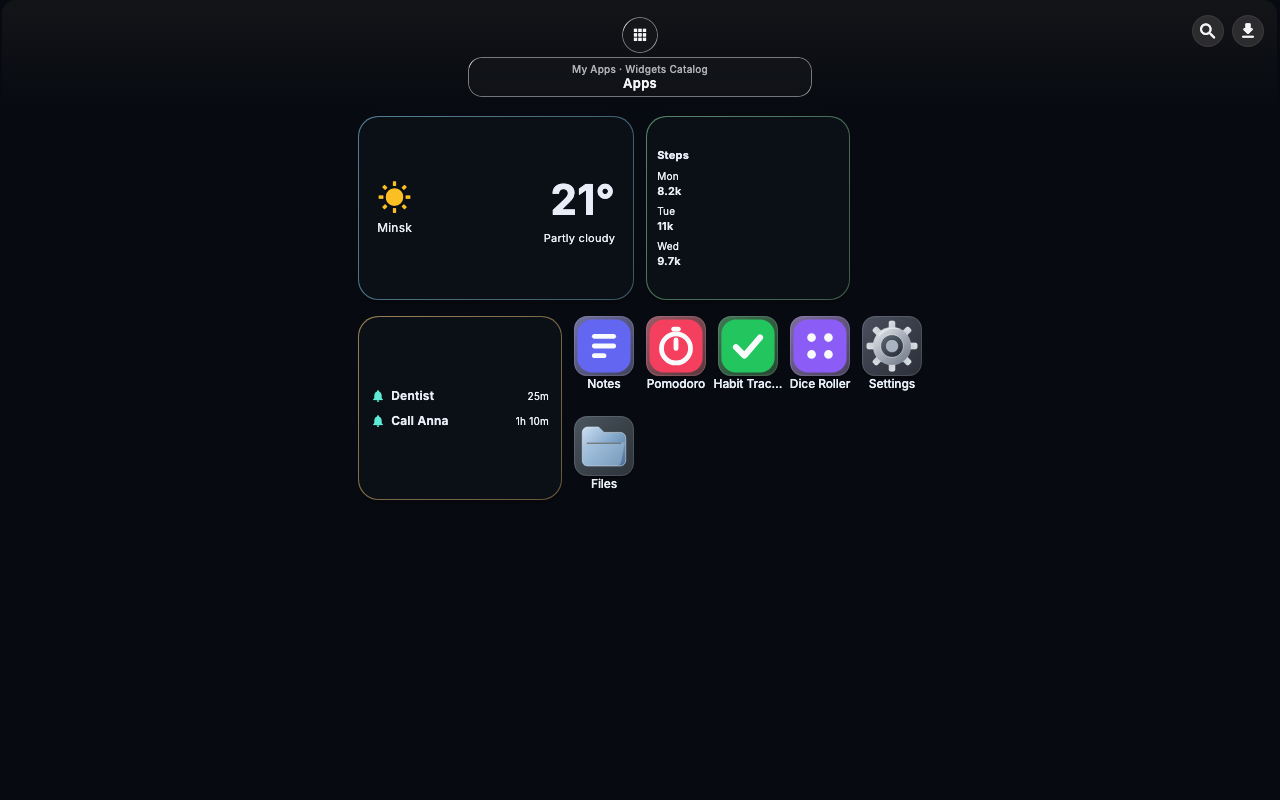 My Apps · Widgets Catalog
Apps
Minsk
21°
Partly cloudy
Steps
Mon
8.2k
Tue
11k
Wed
9.7k
Dentist 25m
Call Anna 1h 10m
Notes
Pomodoro
Habit Trac...
Dice Roller
Settings
Files